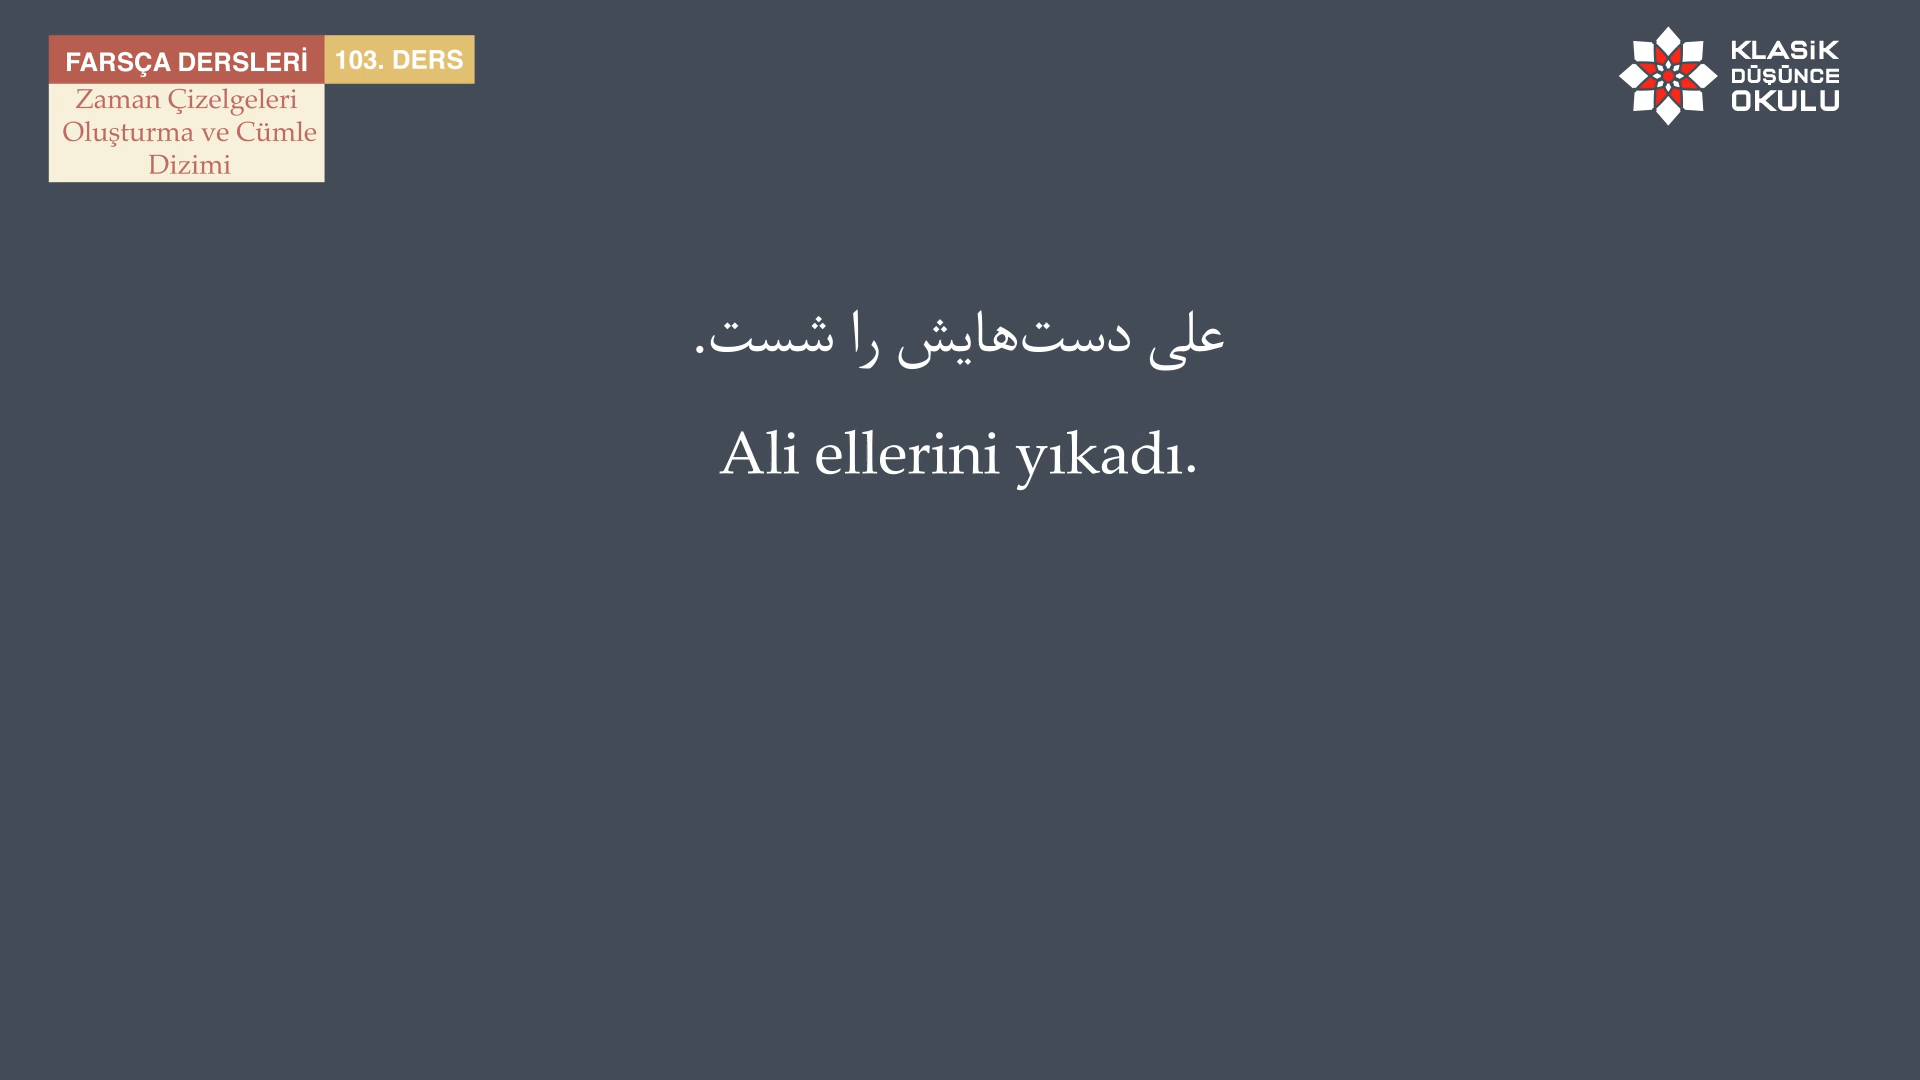 FARSÇA DERSLERİ
103. DERS
Zaman Çizelgeleri
Oluşturma ve Cümle
Dizimi
KLASiK
DÜŞÜNCE
OKULU
علی دست‌هایش را شست.
Ali ellerini yıkadı.